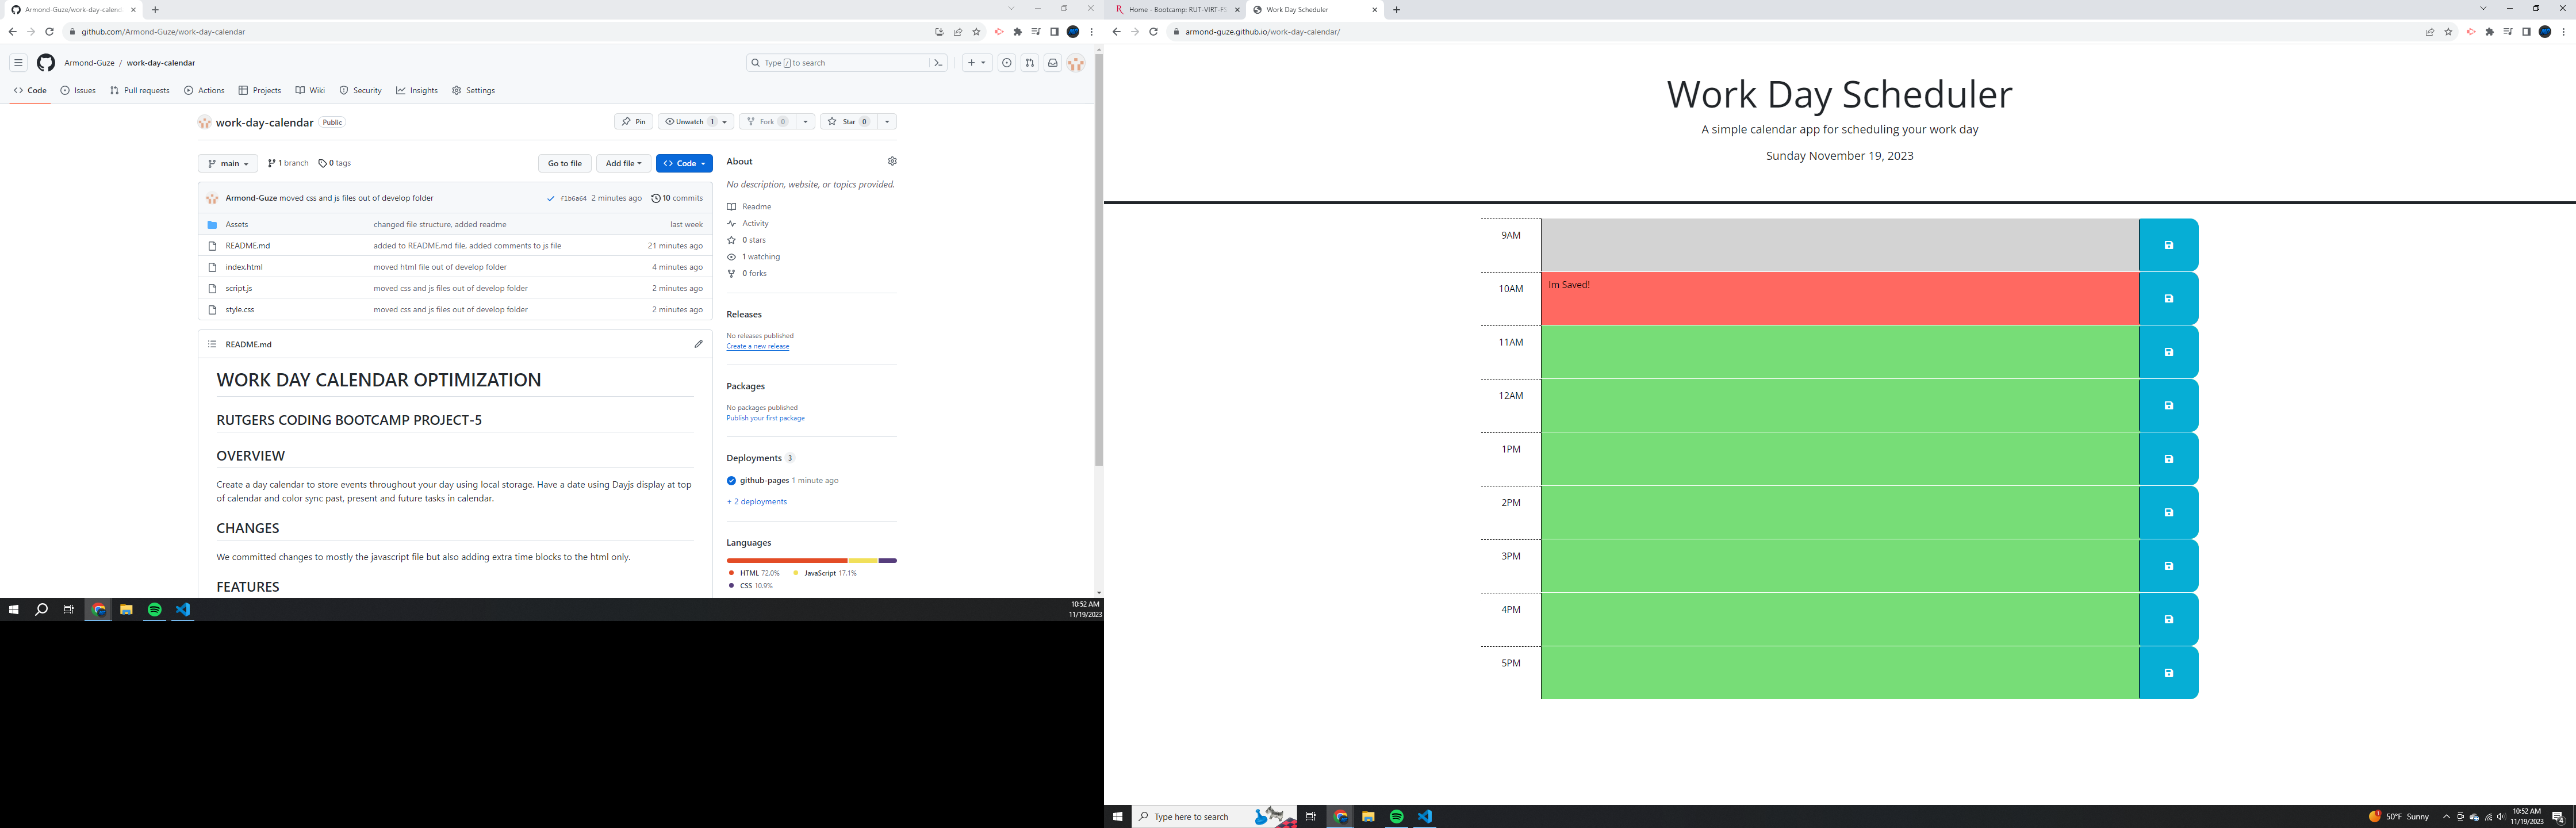 Armond-Guze/work-day-calend
github.com/Armond-Guze/work-day-calendar
Armond-Guze / work-day-calendar
Type / to search
Code Issues Pull requests Actions Projects Wiki Security Insights Settings
work-day-calendar Public
Pin Unwatch 1 Fork 0 Star 0
main 1 branch 0 tags Go to file Add file Code
Armond-Guze moved css and js files out of develop folder f1b6a64 2 minutes ago 10 commits
Assets changed file structure, added readme last week
README.md added to README.md file, added comments to js file 21 minutes ago
index.html moved html file out of develop folder 4 minutes ago
script.js moved css and js files out of develop folder 2 minutes ago
style.css moved css and js files out of develop folder 2 minutes ago
README.md
WORK DAY CALENDAR OPTIMIZATION
RUTGERS CODING BOOTCAMP PROJECT-5
OVERVIEW
Create a day calendar to store events throughout your day using local storage. Have a date using Dayjs display at top
of calendar and color sync past, present and future tasks in calendar.
CHANGES
We committed changes to mostly the javascript file but also adding extra time blocks to the html only.
FEATURES
About
No description, website, or topics provided.
Readme
Activity
0 stars
1 watching
0 forks
Releases
No releases published
Create a new release
Packages
No packages published
Publish your first package
Deployments 3
github-pages 1 minute ago
+ 2 deployments
Languages
HTML 72.0% JavaScript 17.1%
CSS 10.9%
10:52 AM
11/19/2023
Home - Bootcamp: RUT-VIRT-FS
Work Day Scheduler
armond-guze.github.io/work-day-calendar/
Work Day Scheduler
A simple calendar app for scheduling your work day
Sunday November 19, 2023
9AM
10AM Im Saved!
11AM
12AM
1PM
2PM
3PM
4PM
5PM
Type here to search
50°F Sunny
10:52 AM
11/19/2023
4